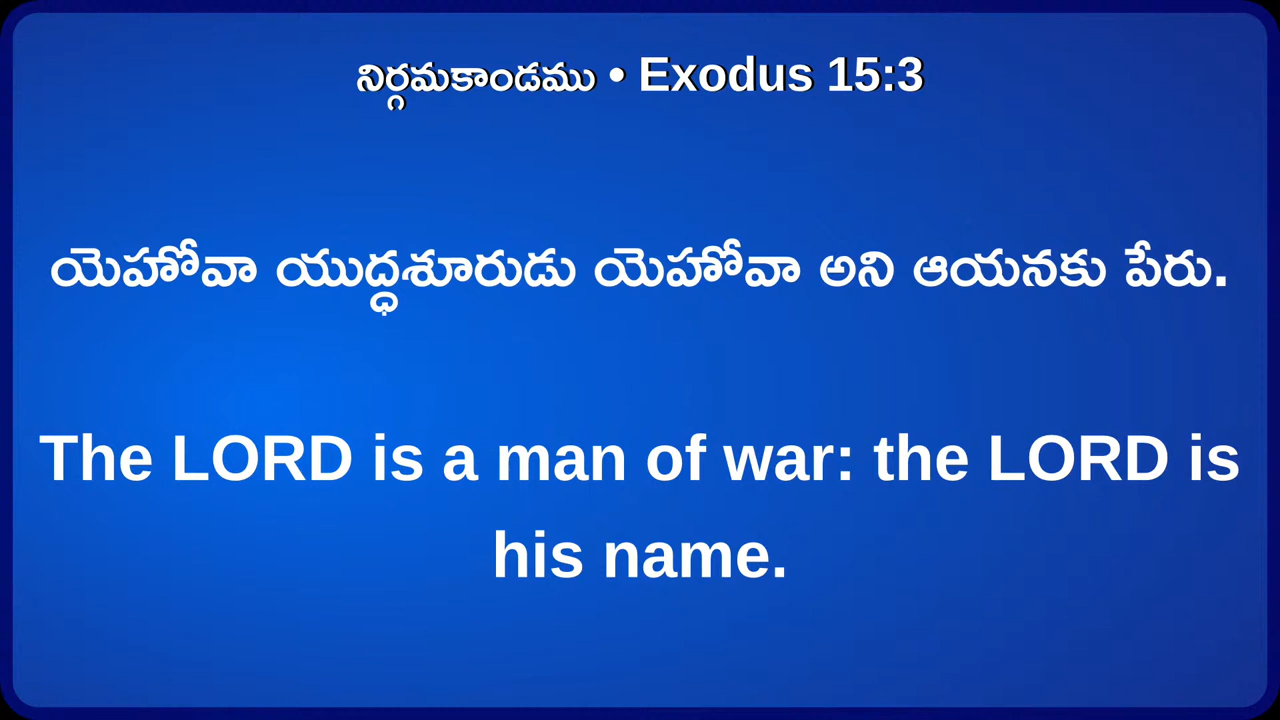 నిర్గమకాండము • Exodus 15:3
యెహోవా యుద్ధశూరుడు యెహోవా అని ఆయనకు పేరు.
The LORD is a man of war: the LORD is
his name.